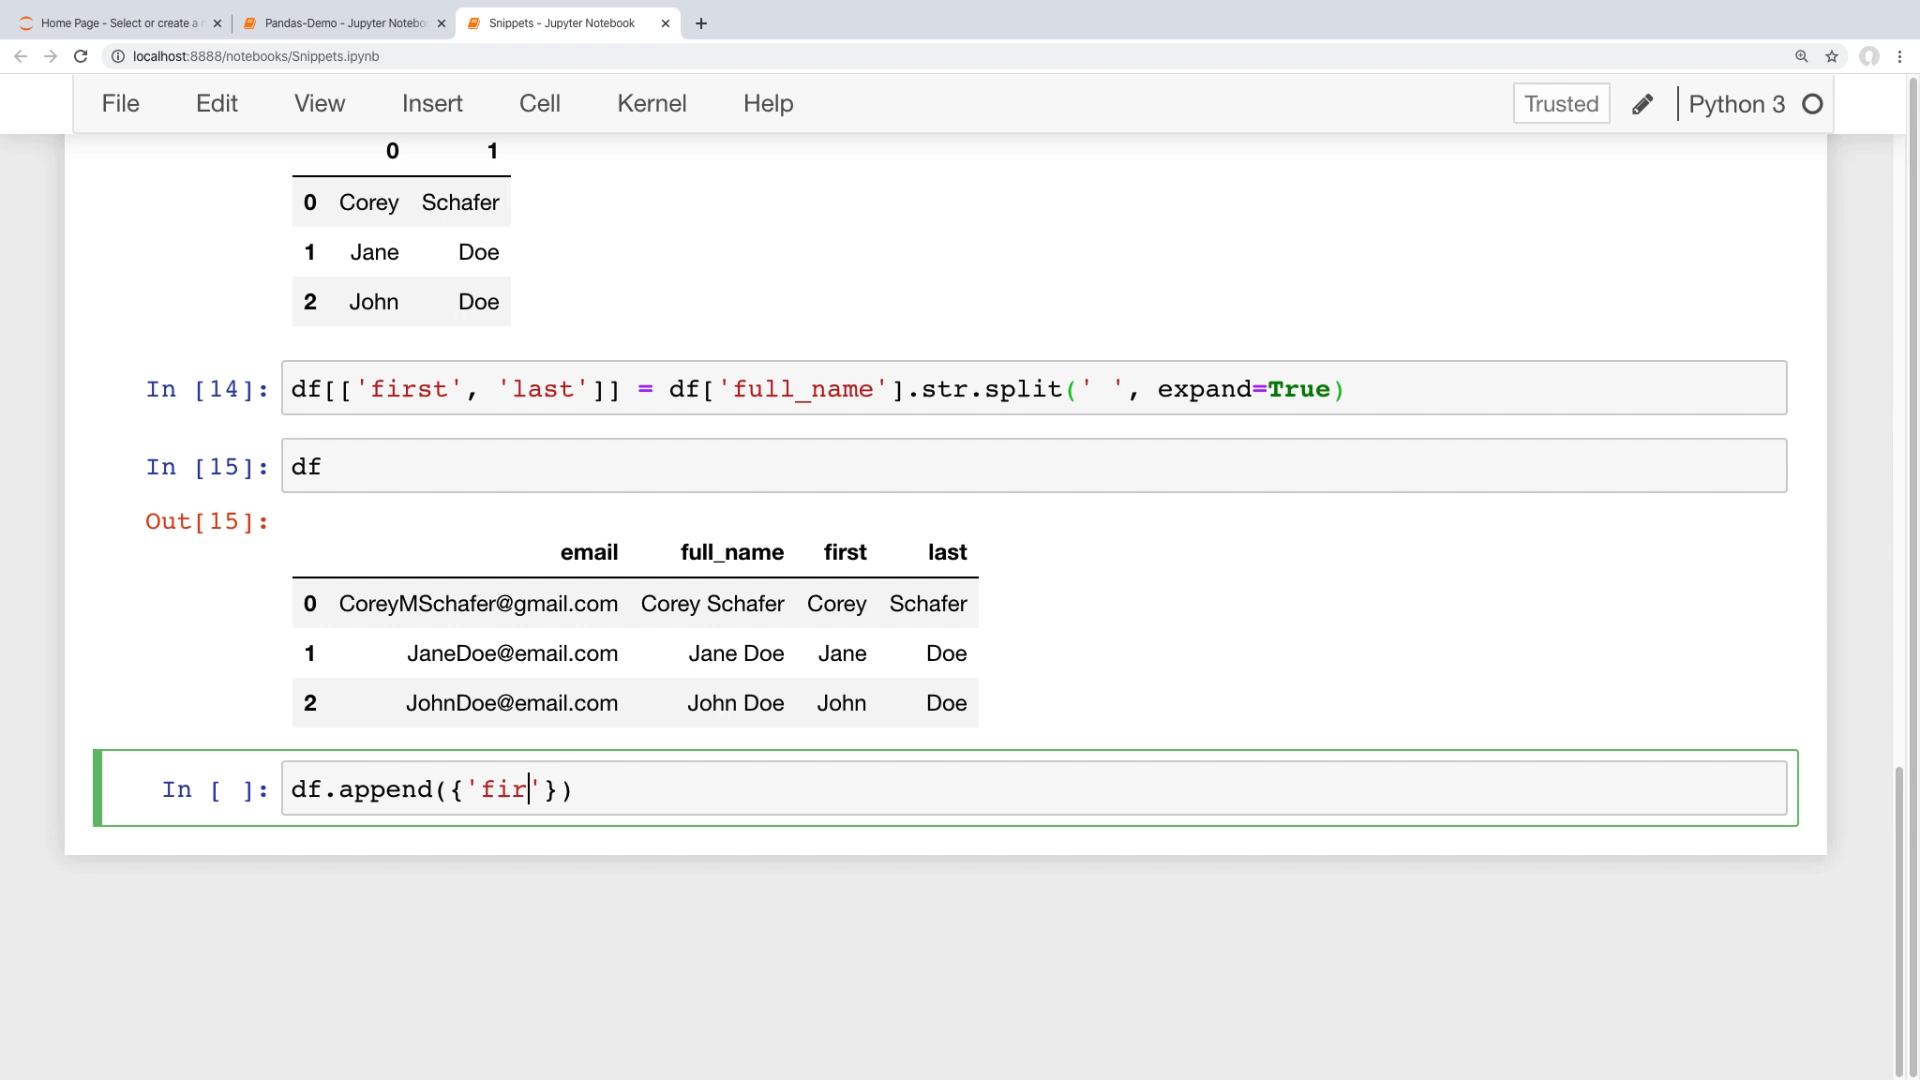 Home Page - Select or create a
Pandas-Demo - Jupyter Notebo
Snippets - Jupyter Notebook
localhost:8888/notebooks/Snippets.ipynb
File Edit View Insert Cell Kernel Help Trusted Python 3
0 1
0 Corey Schafer
1 Jane Doe
2 John Doe
In [14]: df[['first', 'last']] = df['full_name'].str.split(' ', expand=True)
In [15]: df
Out[15]:
email full_name first last
0 CoreyMSchafer@gmail.com Corey Schafer Corey Schafer
1 JaneDoe@email.com Jane Doe Jane Doe
2 JohnDoe@email.com John Doe John Doe
In [ ]: df.append({'fir'})